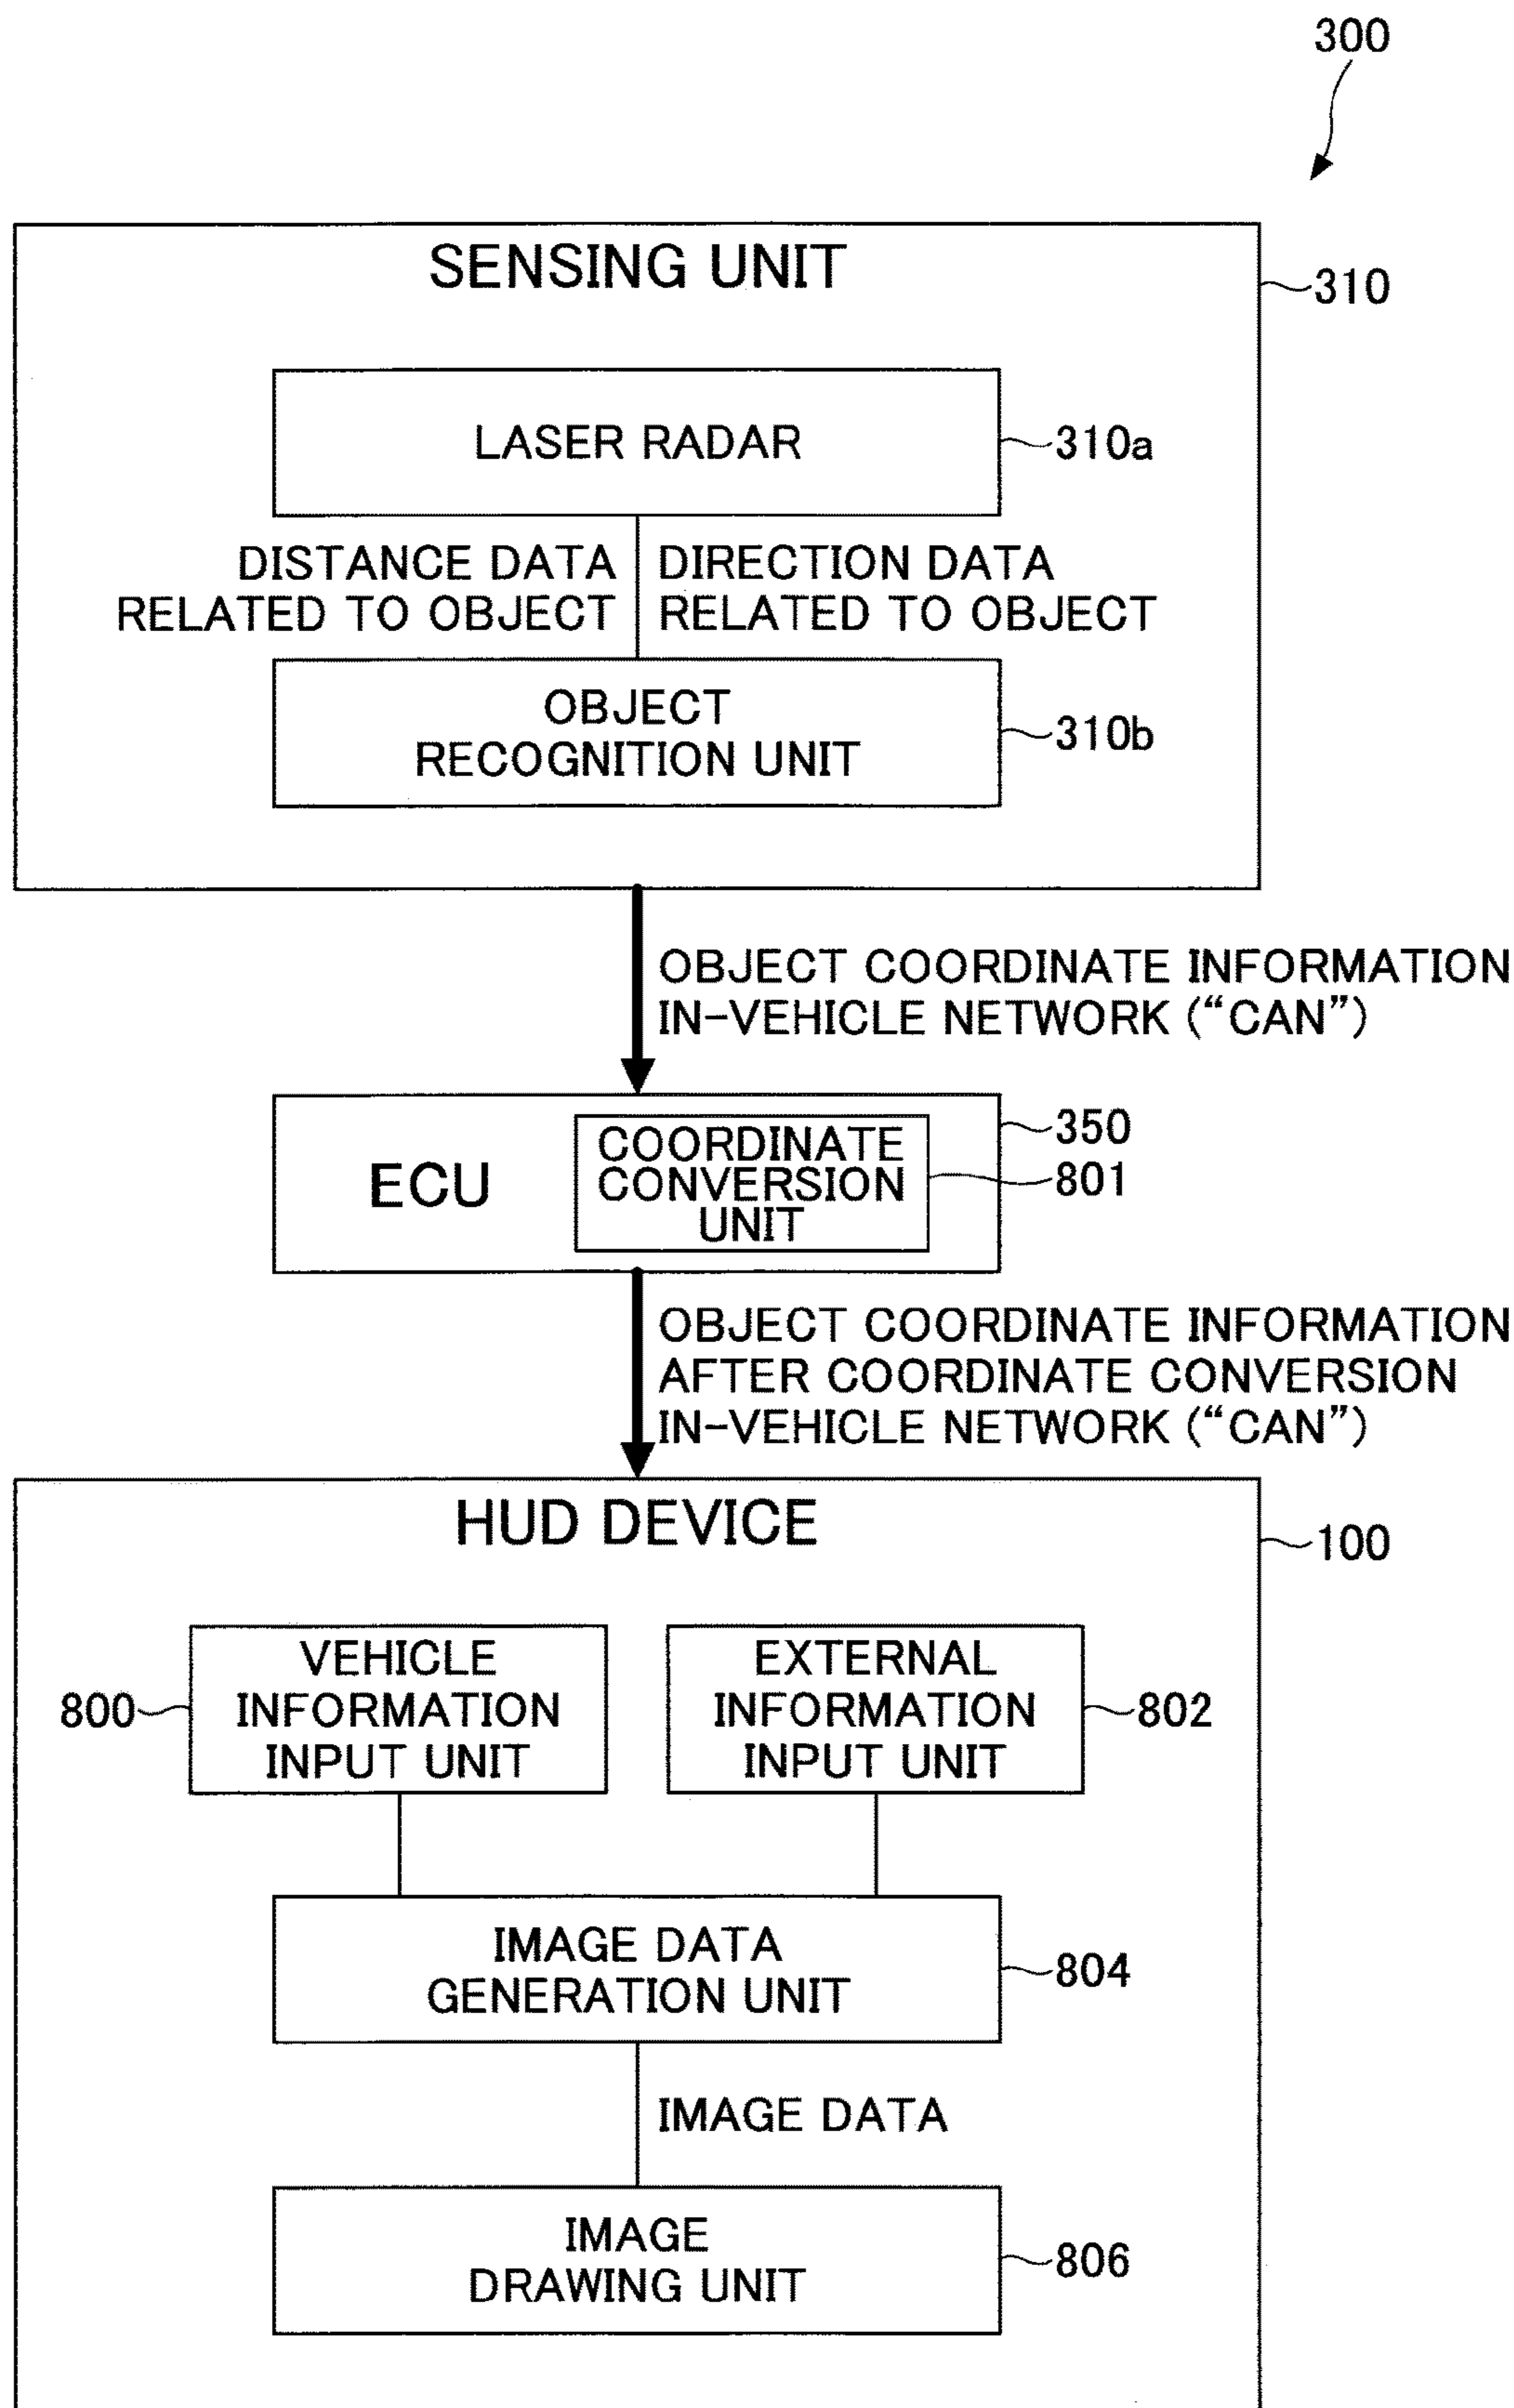 300
SENSING UNIT
310
LASER RADAR
310a
DISTANCE DATA
RELATED TO OBJECT
DIRECTION DATA
RELATED TO OBJECT
OBJECT
RECOGNITION UNIT
310b
OBJECT COORDINATE INFORMATION
IN-VEHICLE NETWORK (“CAN”)
ECU
COORDINATE
CONVERSION
UNIT
350
801
OBJECT COORDINATE INFORMATION
AFTER COORDINATE CONVERSION
IN-VEHICLE NETWORK (“CAN”)
HUD DEVICE
100
800
VEHICLE
INFORMATION
INPUT UNIT
EXTERNAL
INFORMATION
INPUT UNIT
802
IMAGE DATA
GENERATION UNIT
804
IMAGE DATA
IMAGE
DRAWING UNIT
806